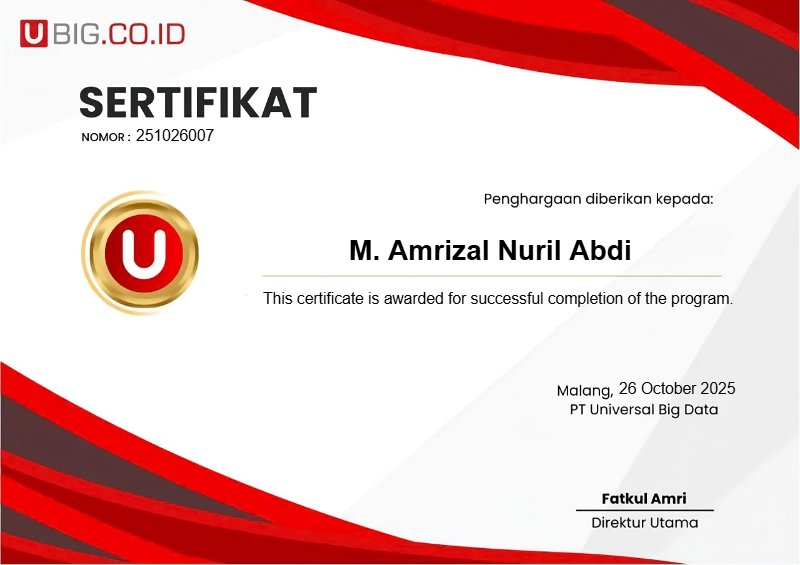 UBIG.CO.ID
SERTIFIKAT
NOMOR : 251026007
Penghargaan diberikan kepada:
U
M. Amrizal Nuril Abdi
This certificate is awarded for successful completion of the program.
Malang, 26 October 2025
PT Universal Big Data
Fatkul Amri
Direktur Utama